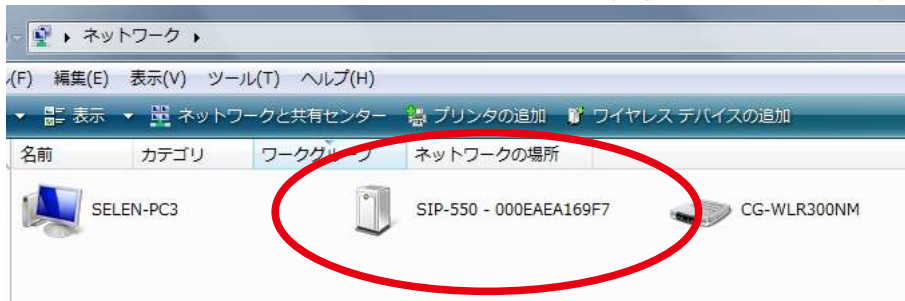 ネットワーク
(F) 編集(E) 表示(V) ツール(T) ヘルプ(H)
表示 ネットワークと共有センター プリンタの追加 ワイヤレス デバイスの追加
名前 カテゴリ ワークグループ ネットワークの場所
SELEN-PC3 SIP-550 - 000EAEA169F7 CG-WLR300NM